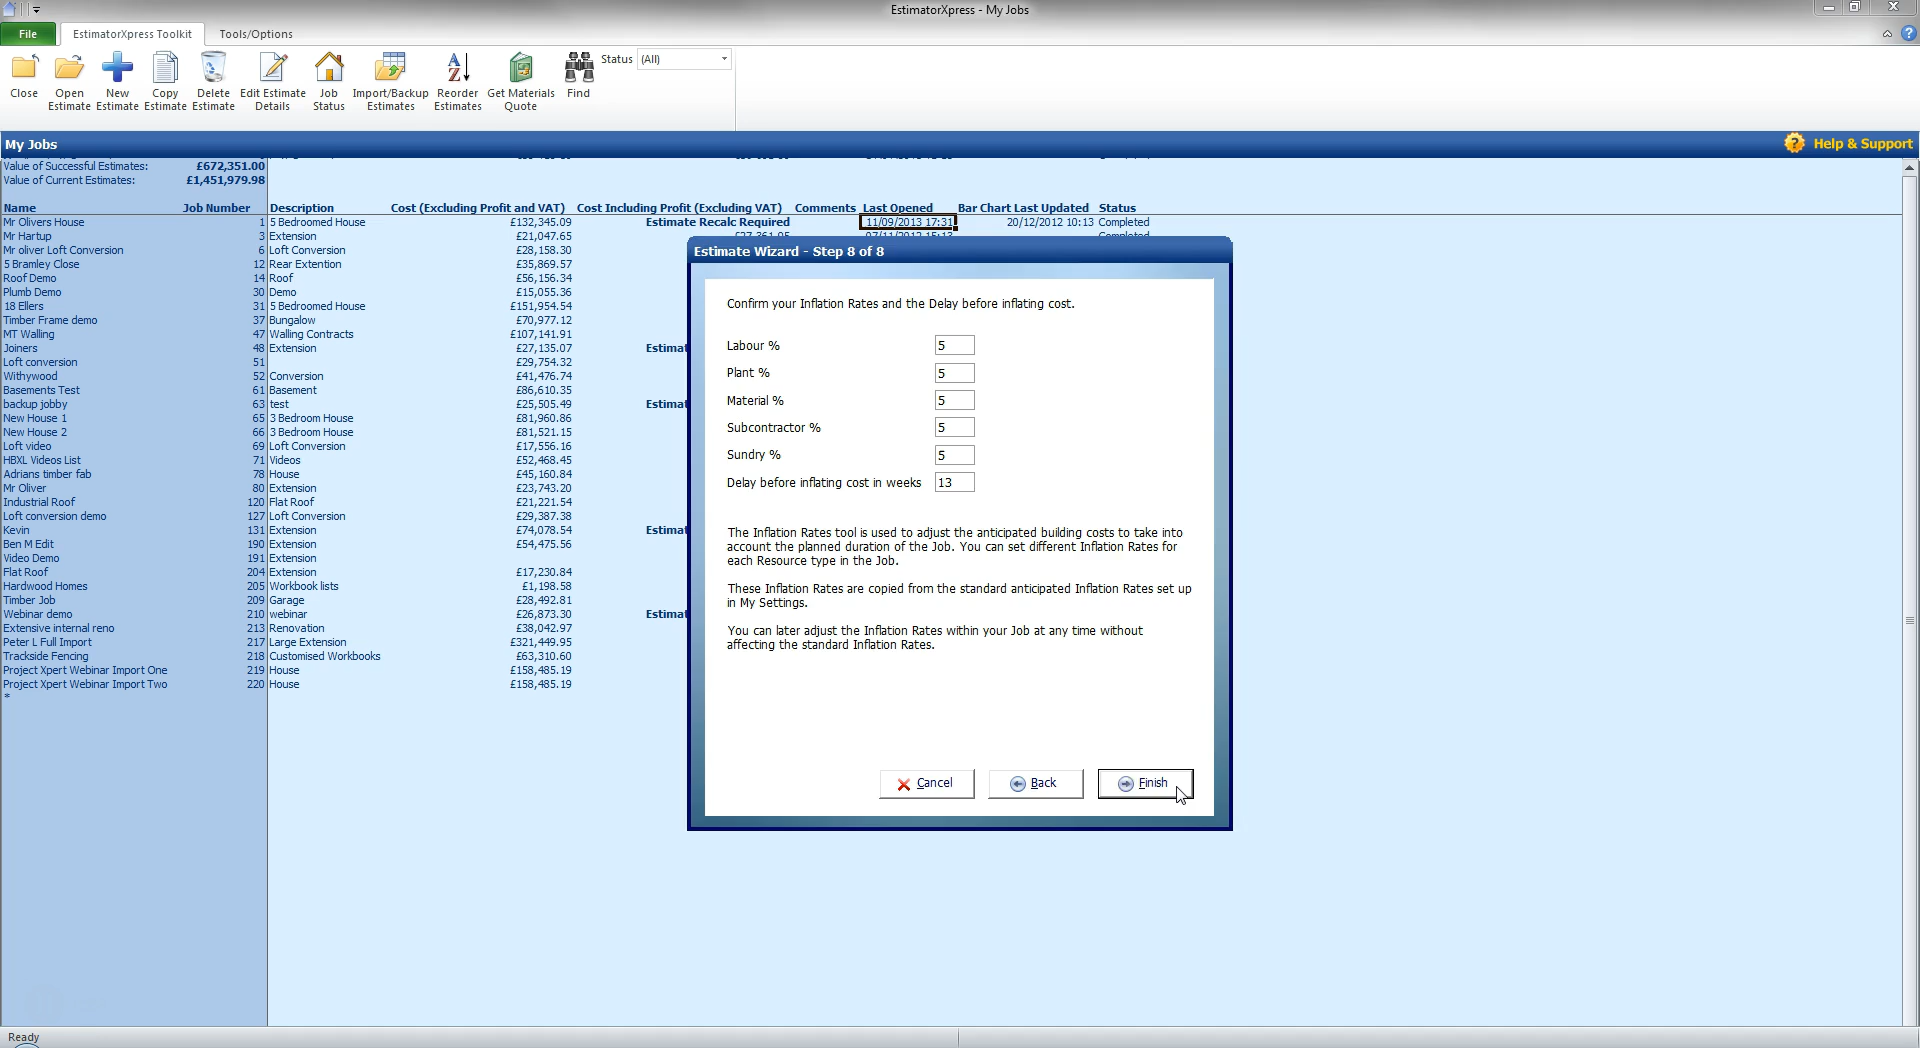 EstimatorXpress - My Jobs
File EstimatorXpress Toolkit Tools/Options
Close Open Estimate New Estimate Copy Estimate Delete Estimate Edit Estimate Details Job Status Import/Backup Estimates Reorder Estimates Get Materials Quote Find Status (All)
My Jobs Help & Support
Value of Successful Estimates: £672,351.00
Value of Current Estimates: £1,451,979.98
Name Job Number Description Cost (Excluding Profit and VAT) Cost Including Profit (Excluding VAT) Comments Last Opened Bar Chart Last Updated Status
Mr Olivers House 1 5 Bedroomed House £132,345.09 Estimate Recalc Required 11/09/2013 17:31 20/12/2012 10:13 Completed
Mr Hartup 3 Extension £21,047.65 £27,361.95 07/11/2012 15:13 Completed
Mr oliver Loft Conversion 6 Loft Conversion £28,158.30
5 Bramley Close 12 Rear Extention £35,869.57
Roof Demo 14 Roof £56,156.34
Plumb Demo 30 Demo £15,055.36
18 Ellers 31 5 Bedroomed House £151,954.54
Timber Frame demo 37 Bungalow £70,977.12
MT Walling 47 Walling Contracts £107,141.91
Joiners 48 Extension £27,135.07 Estimat
Loft conversion 51 £29,754.32
Withywood 52 Conversion £41,476.74
Basements Test 61 Basement £86,610.35
backup jobby 63 test £25,505.49 Estimat
New House 1 65 3 Bedroom House £81,960.86
New House 2 66 3 Bedroom House £81,521.15
Loft video 69 Loft Conversion £17,556.16
HBXL Videos List 71 Videos £52,468.45
Adrians timber fab 78 House £45,160.84
Mr Oliver 80 Extension £23,743.20
Industrial Roof 120 Flat Roof £21,221.54
Loft conversion demo 127 Loft Conversion £29,387.38
Kevin 131 Extension £74,078.54 Estimat
Ben M Edit 190 Extension £54,475.56
Video Demo 191 Extension
Flat Roof 204 Extension £17,230.84
Hardwood Homes 205 Workbook lists £1,198.58
Timber Job 209 Garage £28,492.81
Webinar demo 210 webinar £26,873.30 Estimat
Extensive internal reno 213 Renovation £38,042.97
Peter L Full Import 217 Large Extension £321,449.95
Trackside Fencing 218 Customised Workbooks £63,310.60
Project Xpert Webinar Import One 219 House £158,485.19
Project Xpert Webinar Import Two 220 House £158,485.19
*
Estimate Wizard - Step 8 of 8
Confirm your Inflation Rates and the Delay before inflating cost.
Labour % 5
Plant % 5
Material % 5
Subcontractor % 5
Sundry % 5
Delay before inflating cost in weeks 13
The Inflation Rates tool is used to adjust the anticipated building costs to take into
account the planned duration of the Job. You can set different Inflation Rates for
each Resource type in the Job.
These Inflation Rates are copied from the standard anticipated Inflation Rates set up
in My Settings.
You can later adjust the Inflation Rates within your Job at any time without
affecting the standard Inflation Rates.
Cancel Back Finish
Ready